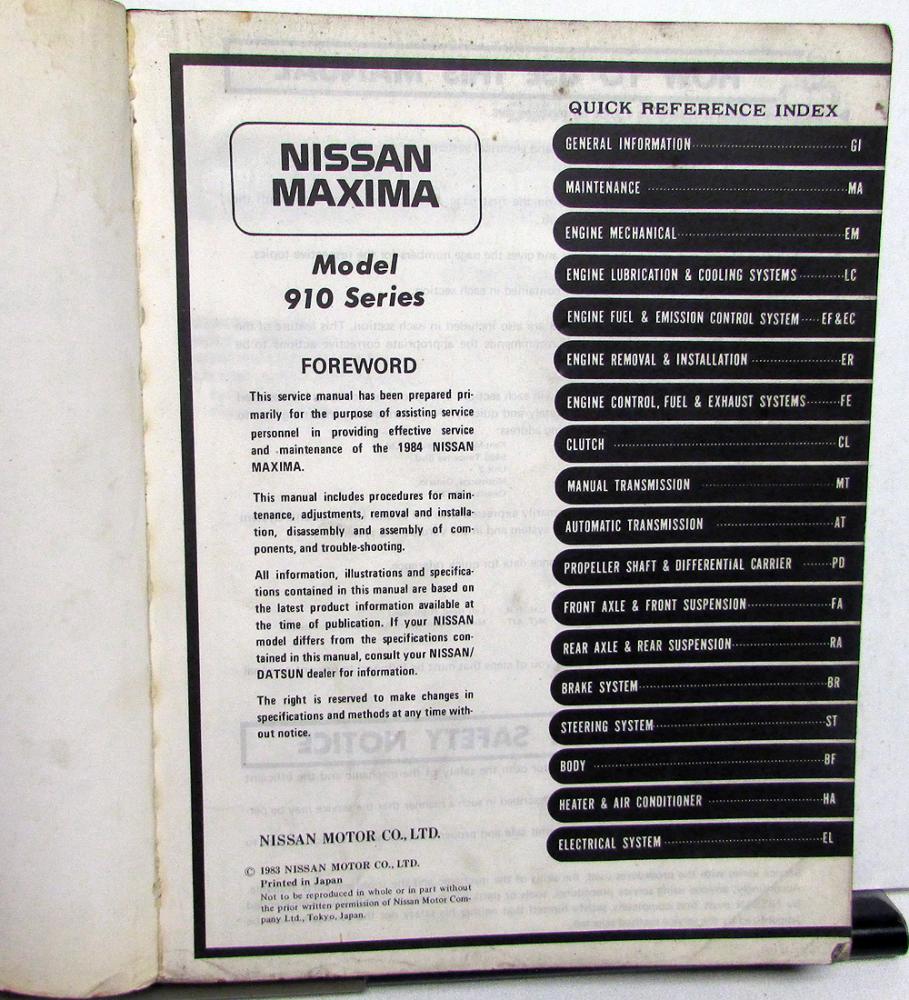 NISSAN
MAXIMA
Model
910 Series
FOREWORD
This service manual has been prepared pri-
marily for the purpose of assisting service
personnel in providing effective service
and maintenance of the 1984 NISSAN
MAXIMA.
This manual includes procedures for main-
tenance, adjustments, removal and installa-
tion, disassembly and assembly of com-
ponents, and trouble-shooting.
All information, illustrations and specifica-
tions contained in this manual are based on
the latest product information available at
the time of publication. If your NISSAN
model differs from the specifications con-
tained in this manual, consult your NISSAN/
DATSUN dealer for information.
The right is reserved to make changes in
specifications and methods at any time with-
out notice.
NISSAN MOTOR CO., LTD.
© 1983 NISSAN MOTOR CO., LTD.
Printed in Japan
Not to be reproduced in whole or in part without
the prior written permission of Nissan Motor Com-
pany Ltd., Tokyo, Japan.
QUICK REFERENCE INDEX
GENERAL INFORMATION GI
MAINTENANCE MA
ENGINE MECHANICAL EM
ENGINE LUBRICATION & COOLING SYSTEMS LC
ENGINE FUEL & EMISSION CONTROL SYSTEM EF & EC
ENGINE REMOVAL & INSTALLATION ER
ENGINE CONTROL, FUEL & EXHAUST SYSTEMS FE
CLUTCH CL
MANUAL TRANSMISSION MT
AUTOMATIC TRANSMISSION AT
PROPELLER SHAFT & DIFFERENTIAL CARRIER PD
FRONT AXLE & FRONT SUSPENSION FA
REAR AXLE & REAR SUSPENSION RA
BRAKE SYSTEM BR
STEERING SYSTEM ST
BODY BF
HEATER & AIR CONDITIONER HA
ELECTRICAL SYSTEM EL